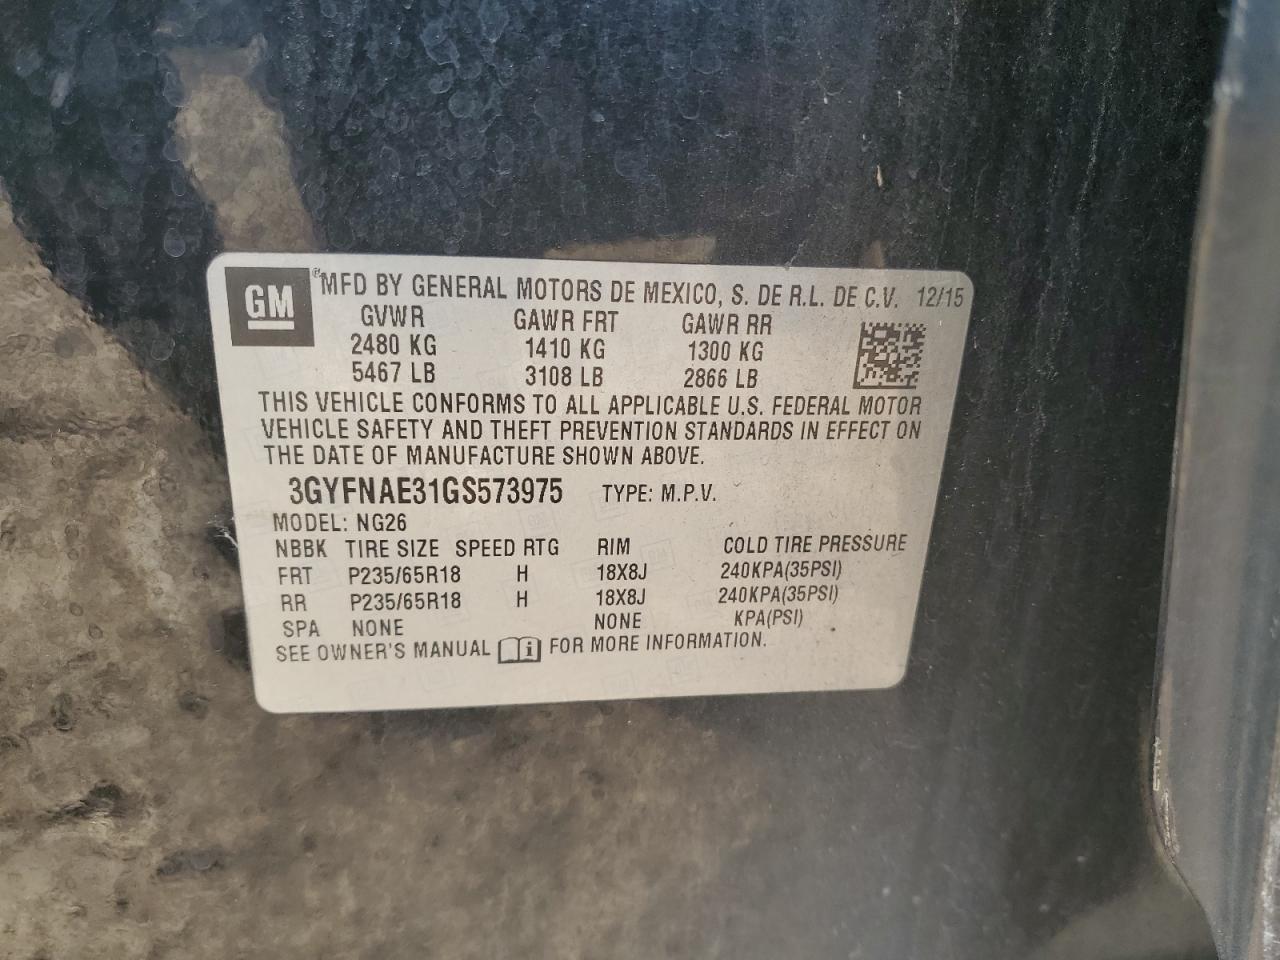 GM ® MFD BY GENERAL MOTORS DE MEXICO, S. DE R.L. DE C.V. 12/15
GVWR GAWR FRT GAWR RR
2480 KG 1410 KG 1300 KG
5467 LB 3108 LB 2866 LB
THIS VEHICLE CONFORMS TO ALL APPLICABLE U.S. FEDERAL MOTOR
VEHICLE SAFETY AND THEFT PREVENTION STANDARDS IN EFFECT ON
THE DATE OF MANUFACTURE SHOWN ABOVE.
3GYFNAE31GS573975 TYPE: M.P.V.
MODEL: NG26
NBBK TIRE SIZE SPEED RTG RIM COLD TIRE PRESSURE
FRT P235/65R18 H 18X8J 240KPA(35PSI)
RR P235/65R18 H 18X8J 240KPA(35PSI)
SPA NONE NONE KPA(PSI)
SEE OWNER'S MANUAL i FOR MORE INFORMATION.